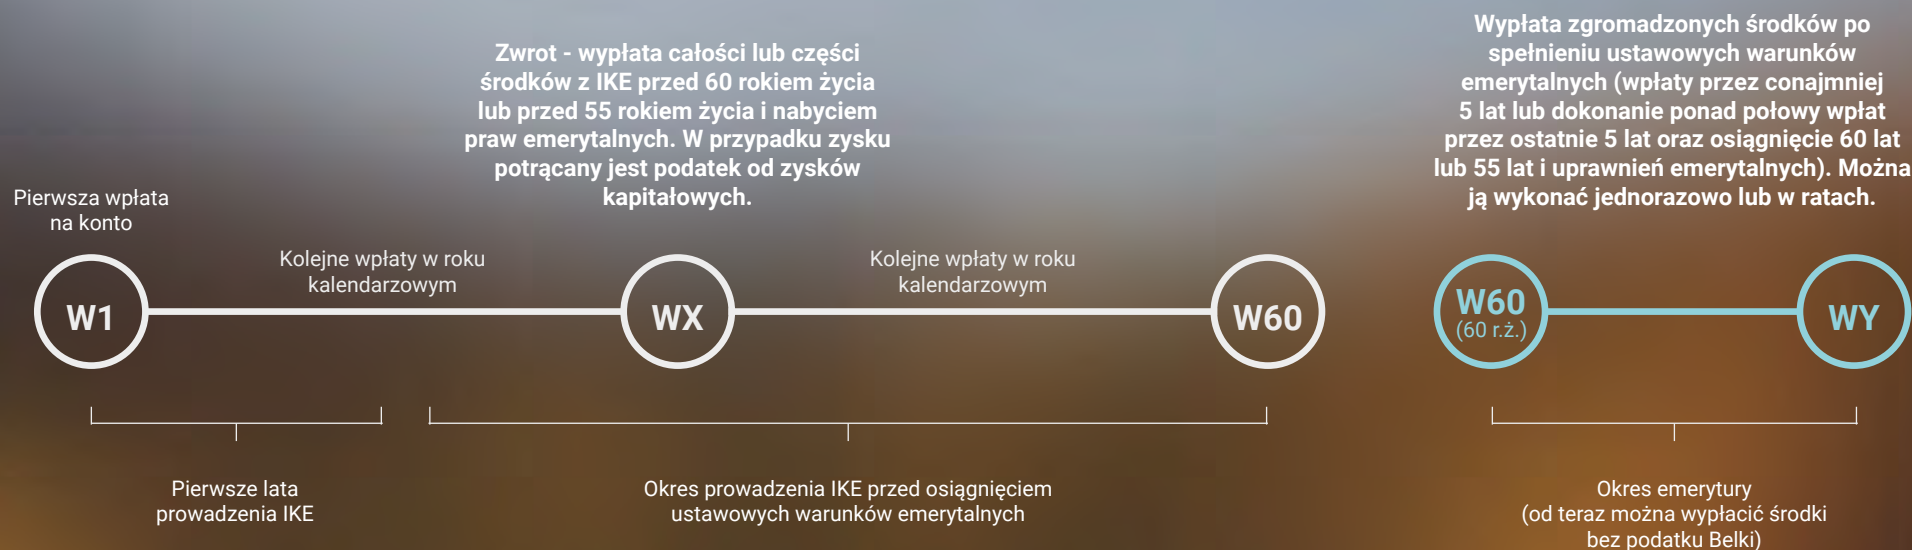 Zwrot - wypłata całości lub części
środków z IKE przed 60 rokiem życia
lub przed 55 rokiem życia i nabyciem
praw emerytalnych. W przypadku zysku
potrącany jest podatek od zysków
kapitałowych.
Wypłata zgromadzonych środków po
spełnieniu ustawowych warunków
emerytalnych (wpłaty przez conajmniej
5 lat lub dokonanie ponad połowy wpłat
przez ostatnie 5 lat oraz osiągnięcie 60 lat
lub 55 lat i uprawnień emerytalnych). Można
ją wykonać jednorazowo lub w ratach.
Pierwsza wpłata
na konto
Kolejne wpłaty w roku
kalendarzowym
Kolejne wpłaty w roku
kalendarzowym
W1
WX
W60
W60
(60 r.ż.)
WY
Pierwsze lata
prowadzenia IKE
Okres prowadzenia IKE przed osiągnięciem
ustawowych warunków emerytalnych
Okres emerytury
(od teraz można wypłacić środki
bez podatku Belki)